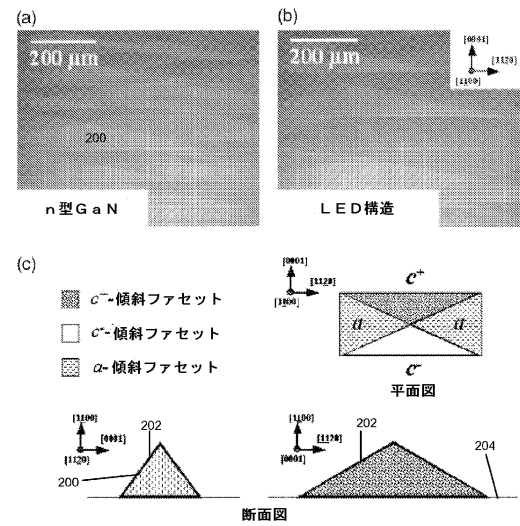 (a)
200 μm
200
n型GaN
(b)
200 μm
[0001]
[1120]
[1100]
LED構造
(c)
c⁺-傾斜ファセット
c⁻-傾斜ファセット
a-傾斜ファセット
[0001]
[1120]
[1100]
c⁺
a
a
c⁻
平面図
[1100]
202
[0001]
[1120]
200
[1100]
202
[1120]
[0001]
204
断面図